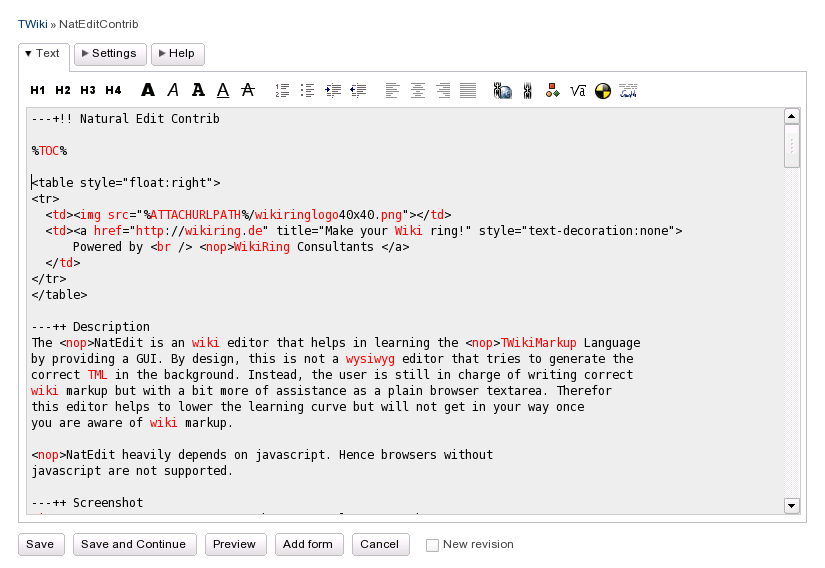 TWiki » NatEditContrib
Text Settings Help
H1 H2 H3 H4 A A A A A √a
---+!! Natural Edit Contrib
%TOC%
<table style="float:right">
<tr>
<td><img src="%ATTACHURLPATH%/wikiringlogo40x40.png"></td>
<td><a href="http://wikiring.de" title="Make your Wiki ring!" style="text-decoration:none">
Powered by <br /> <nop>WikiRing Consultants </a>
</td>
</tr>
</table>
---++ Description
The <nop>NatEdit is an wiki editor that helps in learning the <nop>TWikiMarkup Language
by providing a GUI. By design, this is not a wysiwyg editor that tries to generate the
correct TML in the background. Instead, the user is still in charge of writing correct
wiki markup but with a bit more of assistance as a plain browser textarea. Therefor
this editor helps to lower the learning curve but will not get in your way once
you are aware of wiki markup.
<nop>NatEdit heavily depends on javascript. Hence browsers without
javascript are not supported.
---++ Screenshot
Save Save and Continue Preview Add form Cancel New revision